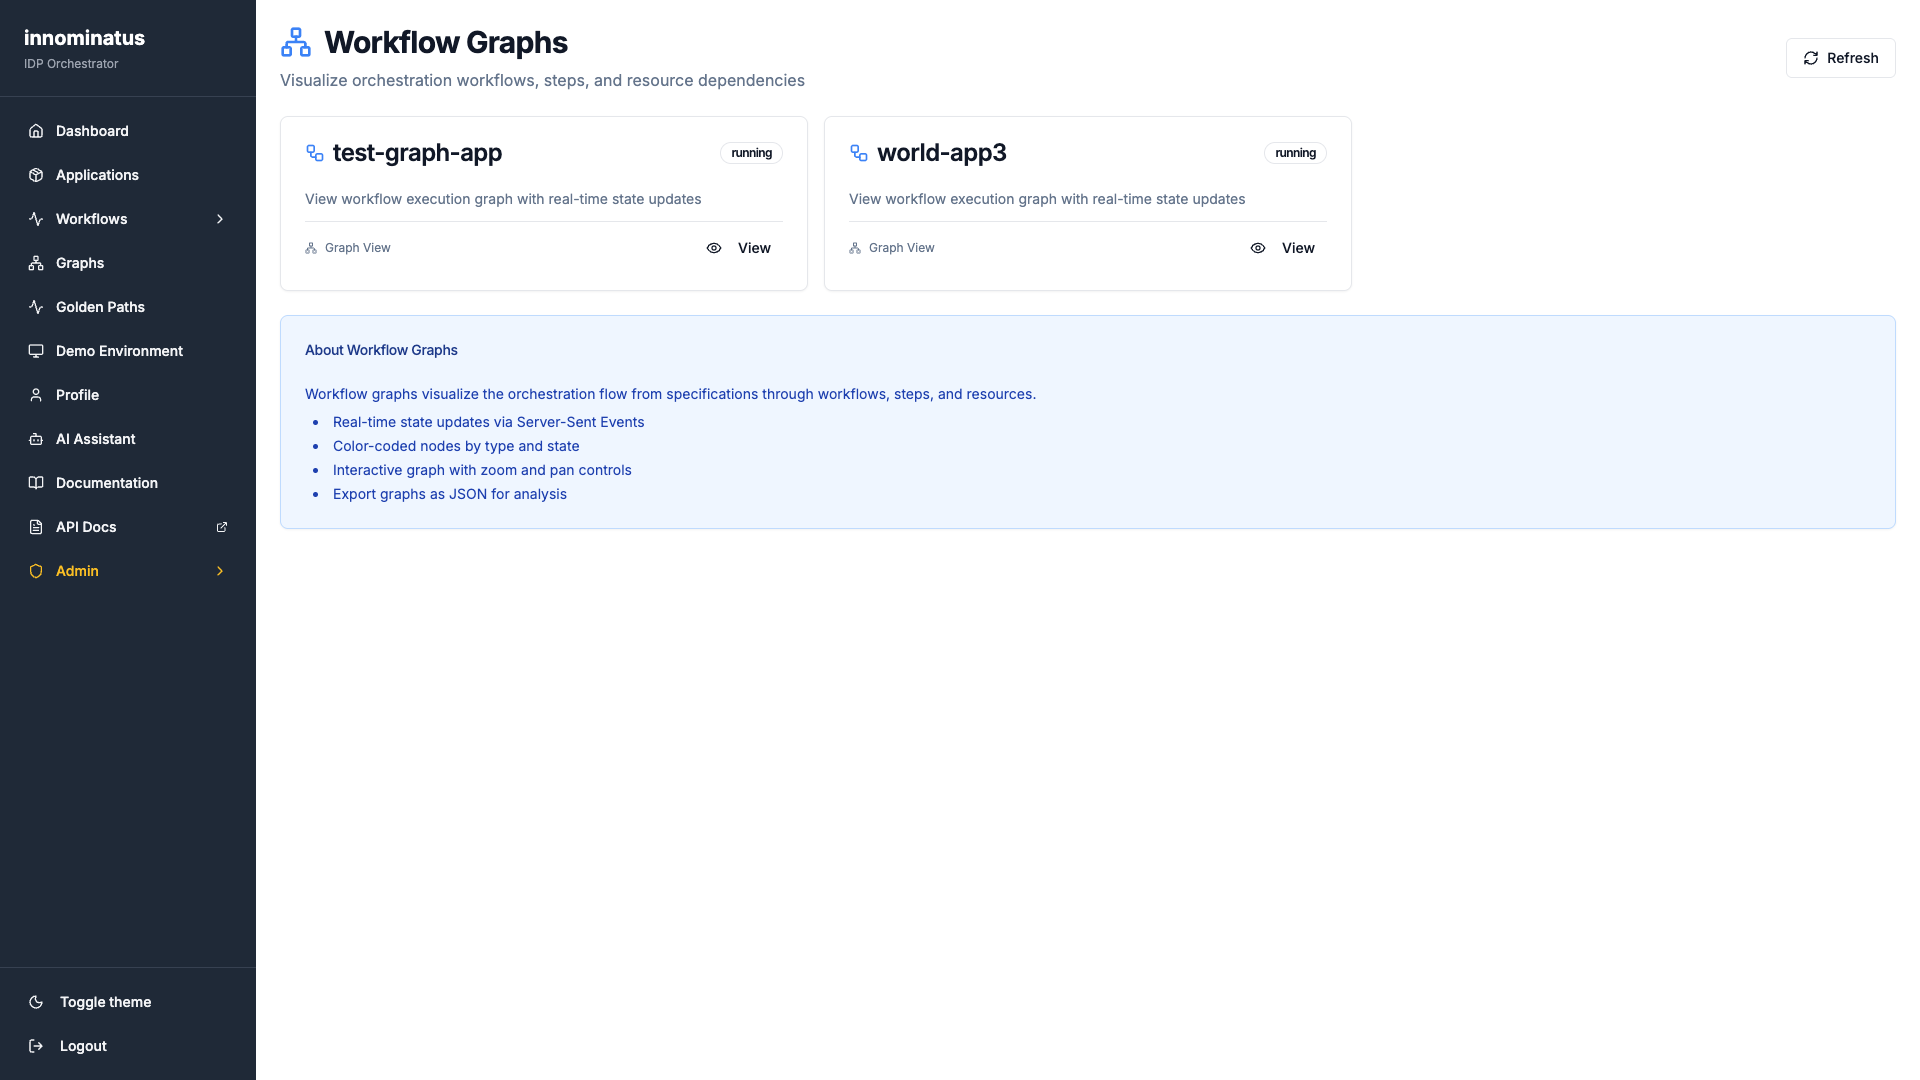 innominatus
IDP Orchestrator
Dashboard
Applications
Workflows
Graphs
Golden Paths
Demo Environment
Profile
AI Assistant
Documentation
API Docs
Admin
Toggle theme
Logout
Workflow Graphs
Visualize orchestration workflows, steps, and resource dependencies
Refresh
test-graph-app
running
View workflow execution graph with real-time state updates
Graph View
View
world-app3
running
View workflow execution graph with real-time state updates
Graph View
View
About Workflow Graphs
Workflow graphs visualize the orchestration flow from specifications through workflows, steps, and resources.
Real-time state updates via Server-Sent Events
Color-coded nodes by type and state
Interactive graph with zoom and pan controls
Export graphs as JSON for analysis